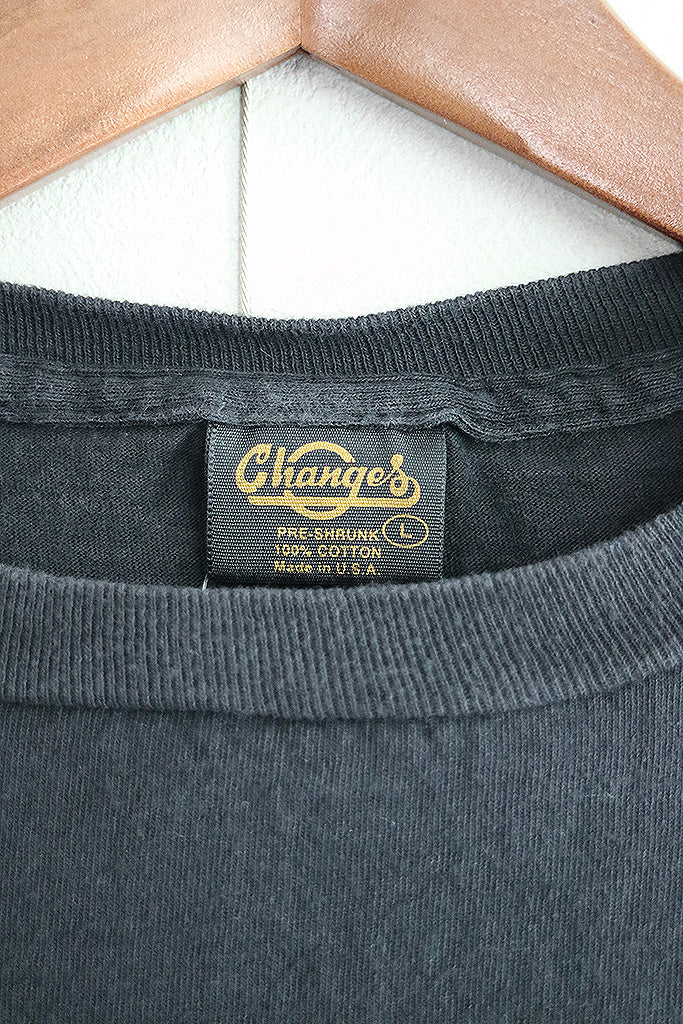 Changes
PRE-SHRUNK L
100% COTTON
Made in U.S.A.